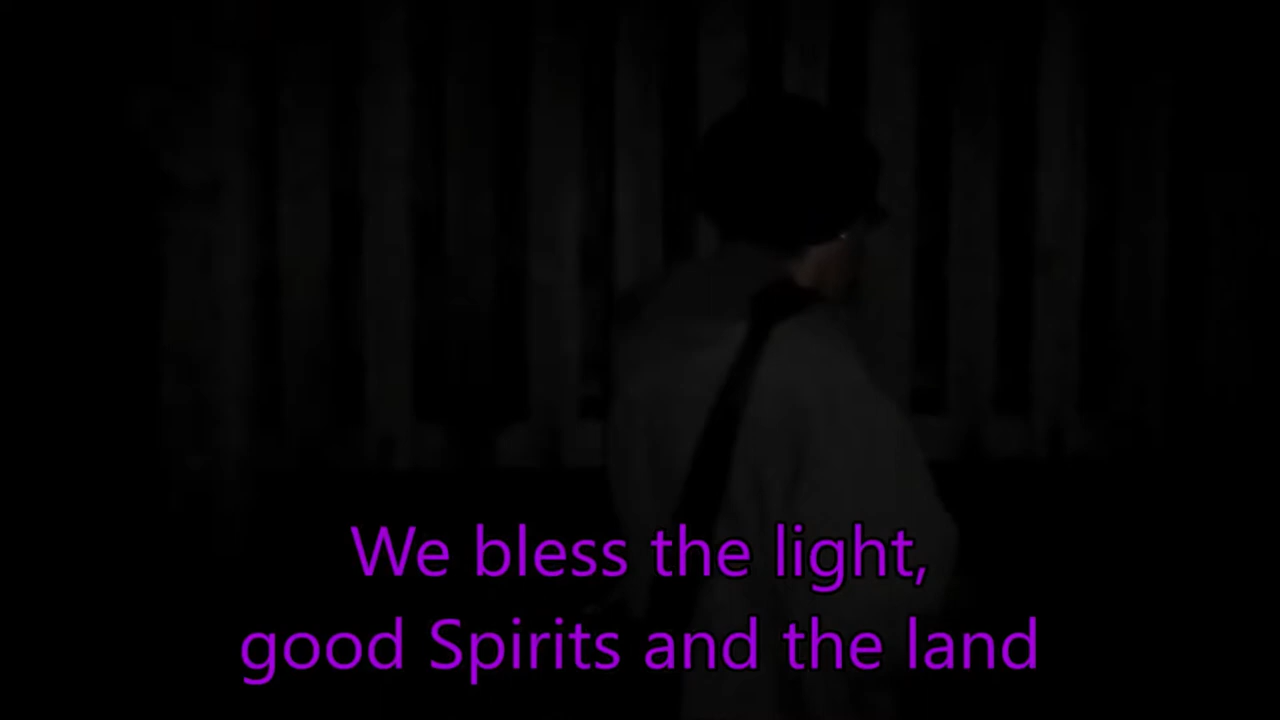 We bless the light,
good Spirits and the land